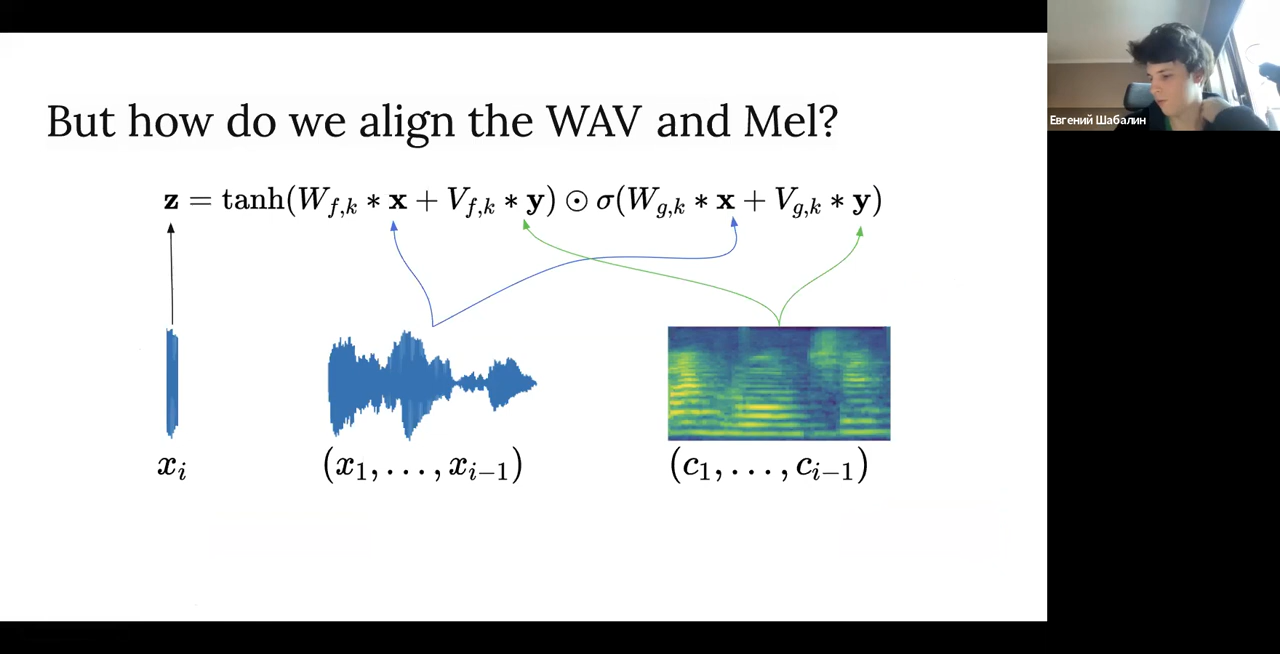 But how do we align the WAV and Mel?
z = tanh(W_{f,k} * x + V_{f,k} * y) ⊙ σ(W_{g,k} * x + V_{g,k} * y)
x_i
(x_1, . . . , x_{i−1})
(c_1, . . . , c_{i−1})
Евгений Шабалин